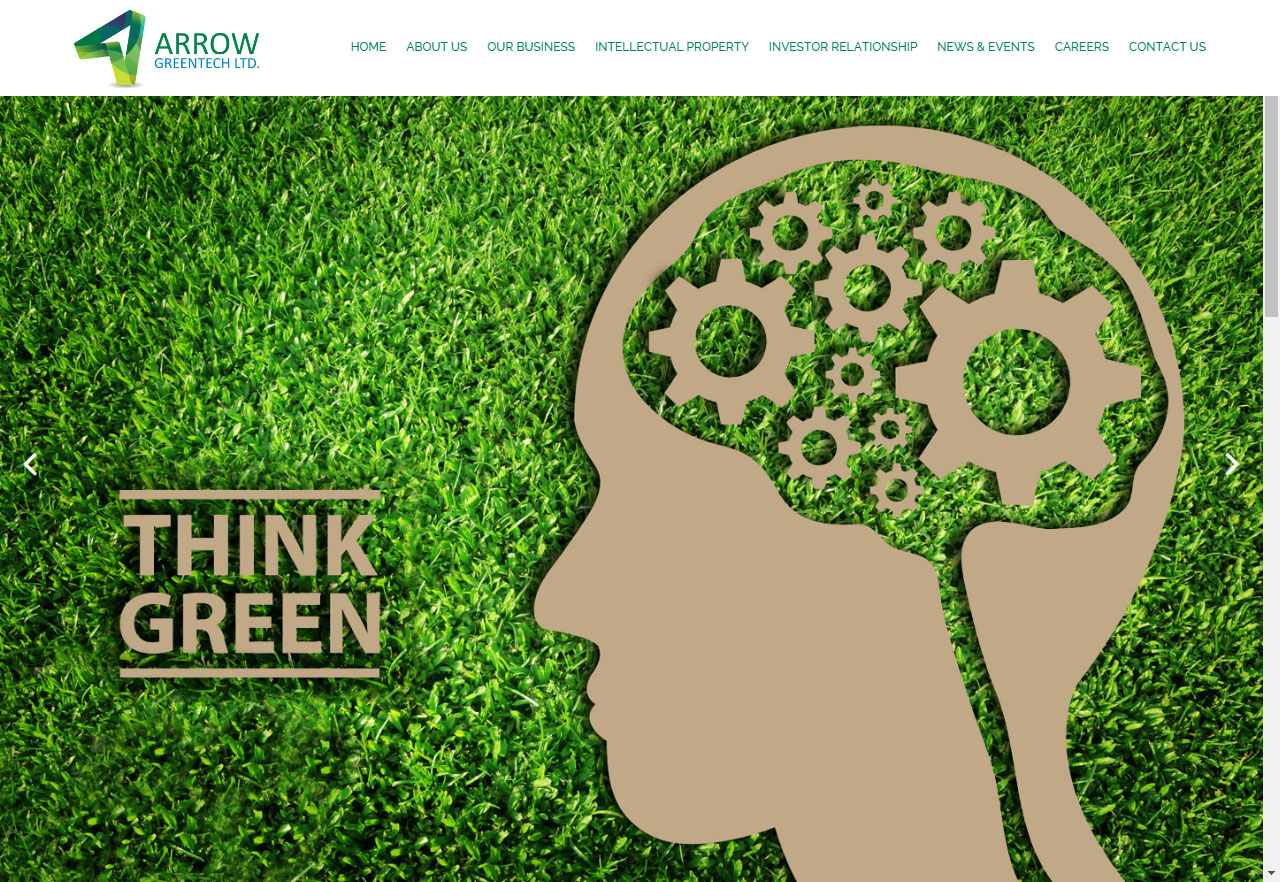 ARROW
GREENTECH LTD.
HOME ABOUT US OUR BUSINESS INTELLECTUAL PROPERTY INVESTOR RELATIONSHIP NEWS & EVENTS CAREERS CONTACT US
THINK
GREEN